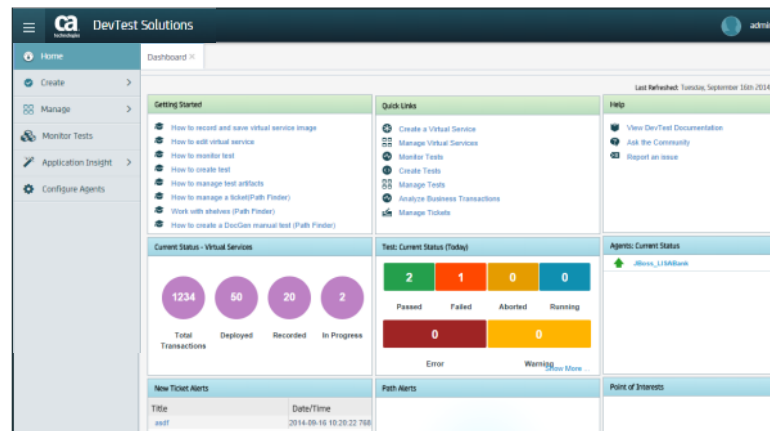 ca
technologies
DevTest Solutions
admin
Home
Create
Manage
Monitor Tests
Application Insight
Configure Agents
Dashboard ×
Last Refreshed: Tuesday, September 16th 2014
Getting Started
How to record and save virtual service image
How to edit virtual service
How to monitor test
How to create test
How to manage test artifacts
How to manage a ticket(Path Finder)
Work with shelves (Path Finder)
How to create a DocGen manual test (Path Finder)
Quick Links
Create a Virtual Service
Manage Virtual Services
Monitor Tests
Create Tests
Manage Tests
Analyze Business Transactions
Manage Tickets
Help
View DevTest Documentation
Ask the Community
Report an issue
Current Status - Virtual Services
1234
50
20
2
Total Transactions
Deployed
Recorded
In Progress
Test: Current Status (Today)
2
1
0
0
Passed
Failed
Aborted
Running
0
0
Error
Warning
Show More ...
Agents: Current Status
JBoss_LISABank
New Ticket Alerts
Title
Date/Time
asdf
2014-09-16 10:20:22 768
Path Alerts
Point of Interests